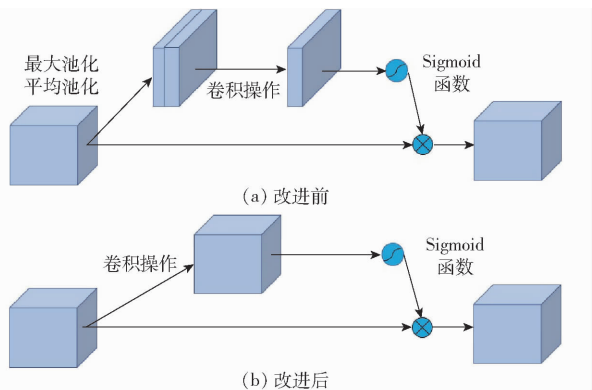 最大池化
平均池化
卷积操作
Sigmoid
函数
(a)改进前
卷积操作
Sigmoid
函数
(b)改进后